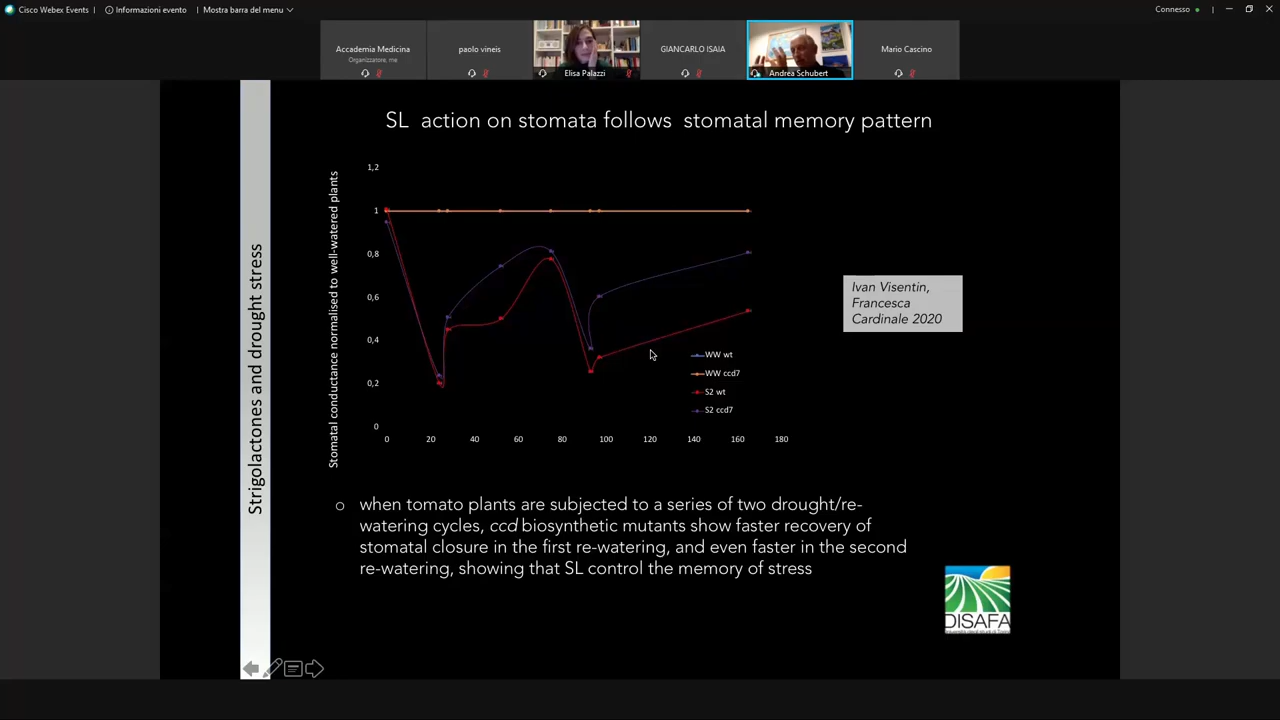 Cisco Webex Events
Informazioni evento
Mostra barra del menu
Connesso
Accademia Medicina
Organizzatore, me
paolo vineis
Elisa Palazzi
GIANCARLO ISAIA
Andrea Schubert
Mario Cascino
SL action on stomata follows stomatal memory pattern
Strigolactones and drought stress
Stomatal conductance normalised to well-watered plants
1,2
1
0,8
0,6
0,4
0,2
0
0 20 40 60 80 100 120 140 160 180
WW wt
WW ccd7
S2 wt
S2 ccd7
Ivan Visentin,
Francesca
Cardinale 2020
o when tomato plants are subjected to a series of two drought/re-
watering cycles, ccd biosynthetic mutants show faster recovery of
stomatal closure in the first re-watering, and even faster in the second
re-watering, showing that SL control the memory of stress
DISAFA